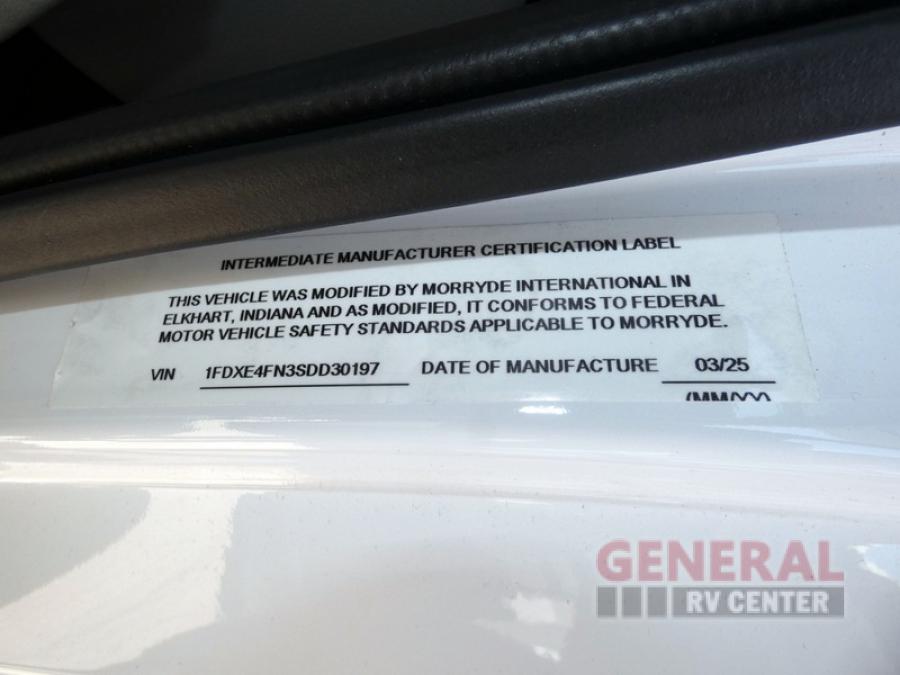 INTERMEDIATE MANUFACTURER CERTIFICATION LABEL
THIS VEHICLE WAS MODIFIED BY MORRYDE INTERNATIONAL IN
ELKHART, INDIANA AND AS MODIFIED, IT CONFORMS TO FEDERAL
MOTOR VEHICLE SAFETY STANDARDS APPLICABLE TO MORRYDE.
VIN 1FDXE4FN3SDD30197 DATE OF MANUFACTURE 03/25
GENERAL
RV CENTER